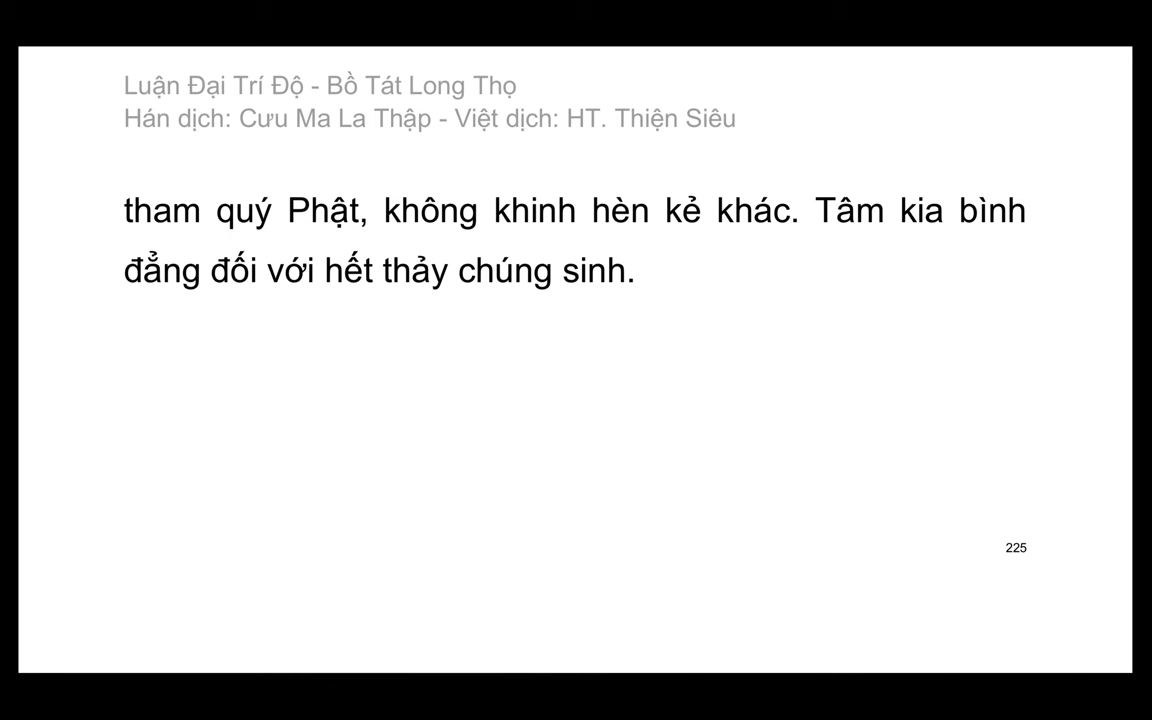 Luận Đại Trí Độ - Bồ Tát Long Thọ
Hán dịch: Cưu Ma La Thập - Việt dịch: HT. Thiện Siêu
tham quý Phật, không khinh hèn kẻ khác. Tâm kia bình
đẳng đối với hết thảy chúng sinh.
225